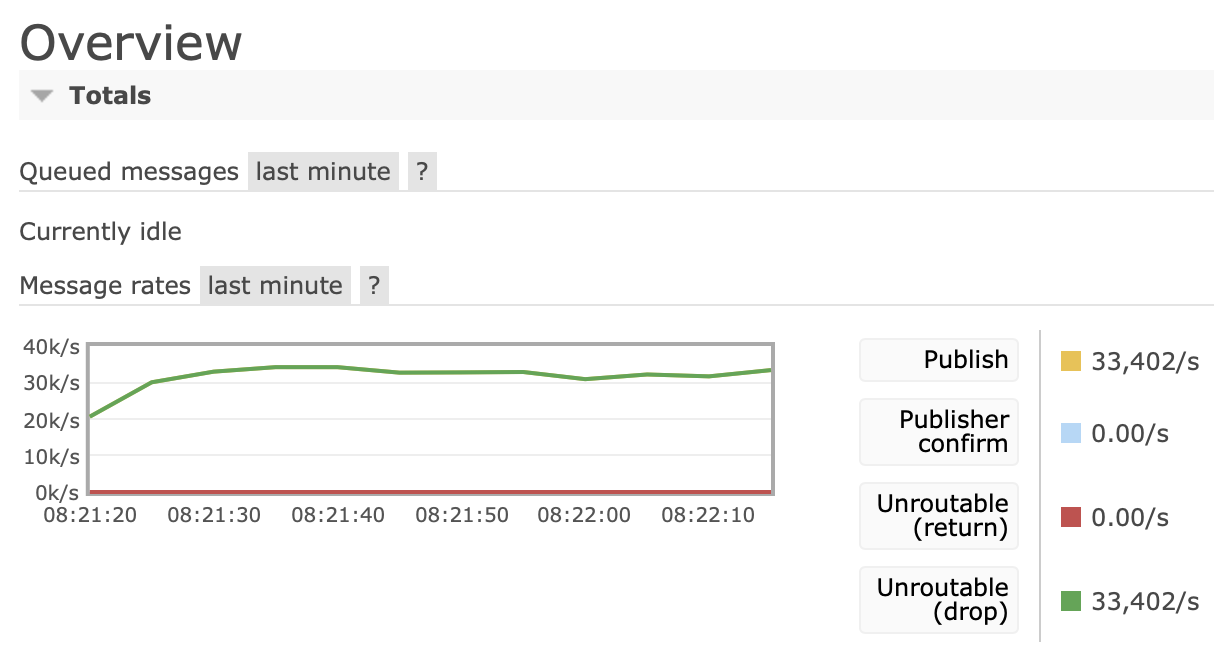 Overview
Totals
Queued messages last minute ?
Currently idle
Message rates last minute ?
40k/s
30k/s
20k/s
10k/s
0k/s
08:21:20 08:21:30 08:21:40 08:21:50 08:22:00 08:22:10
Publish 33,402/s
Publisher
confirm 0.00/s
Unroutable
(return) 0.00/s
Unroutable
(drop) 33,402/s